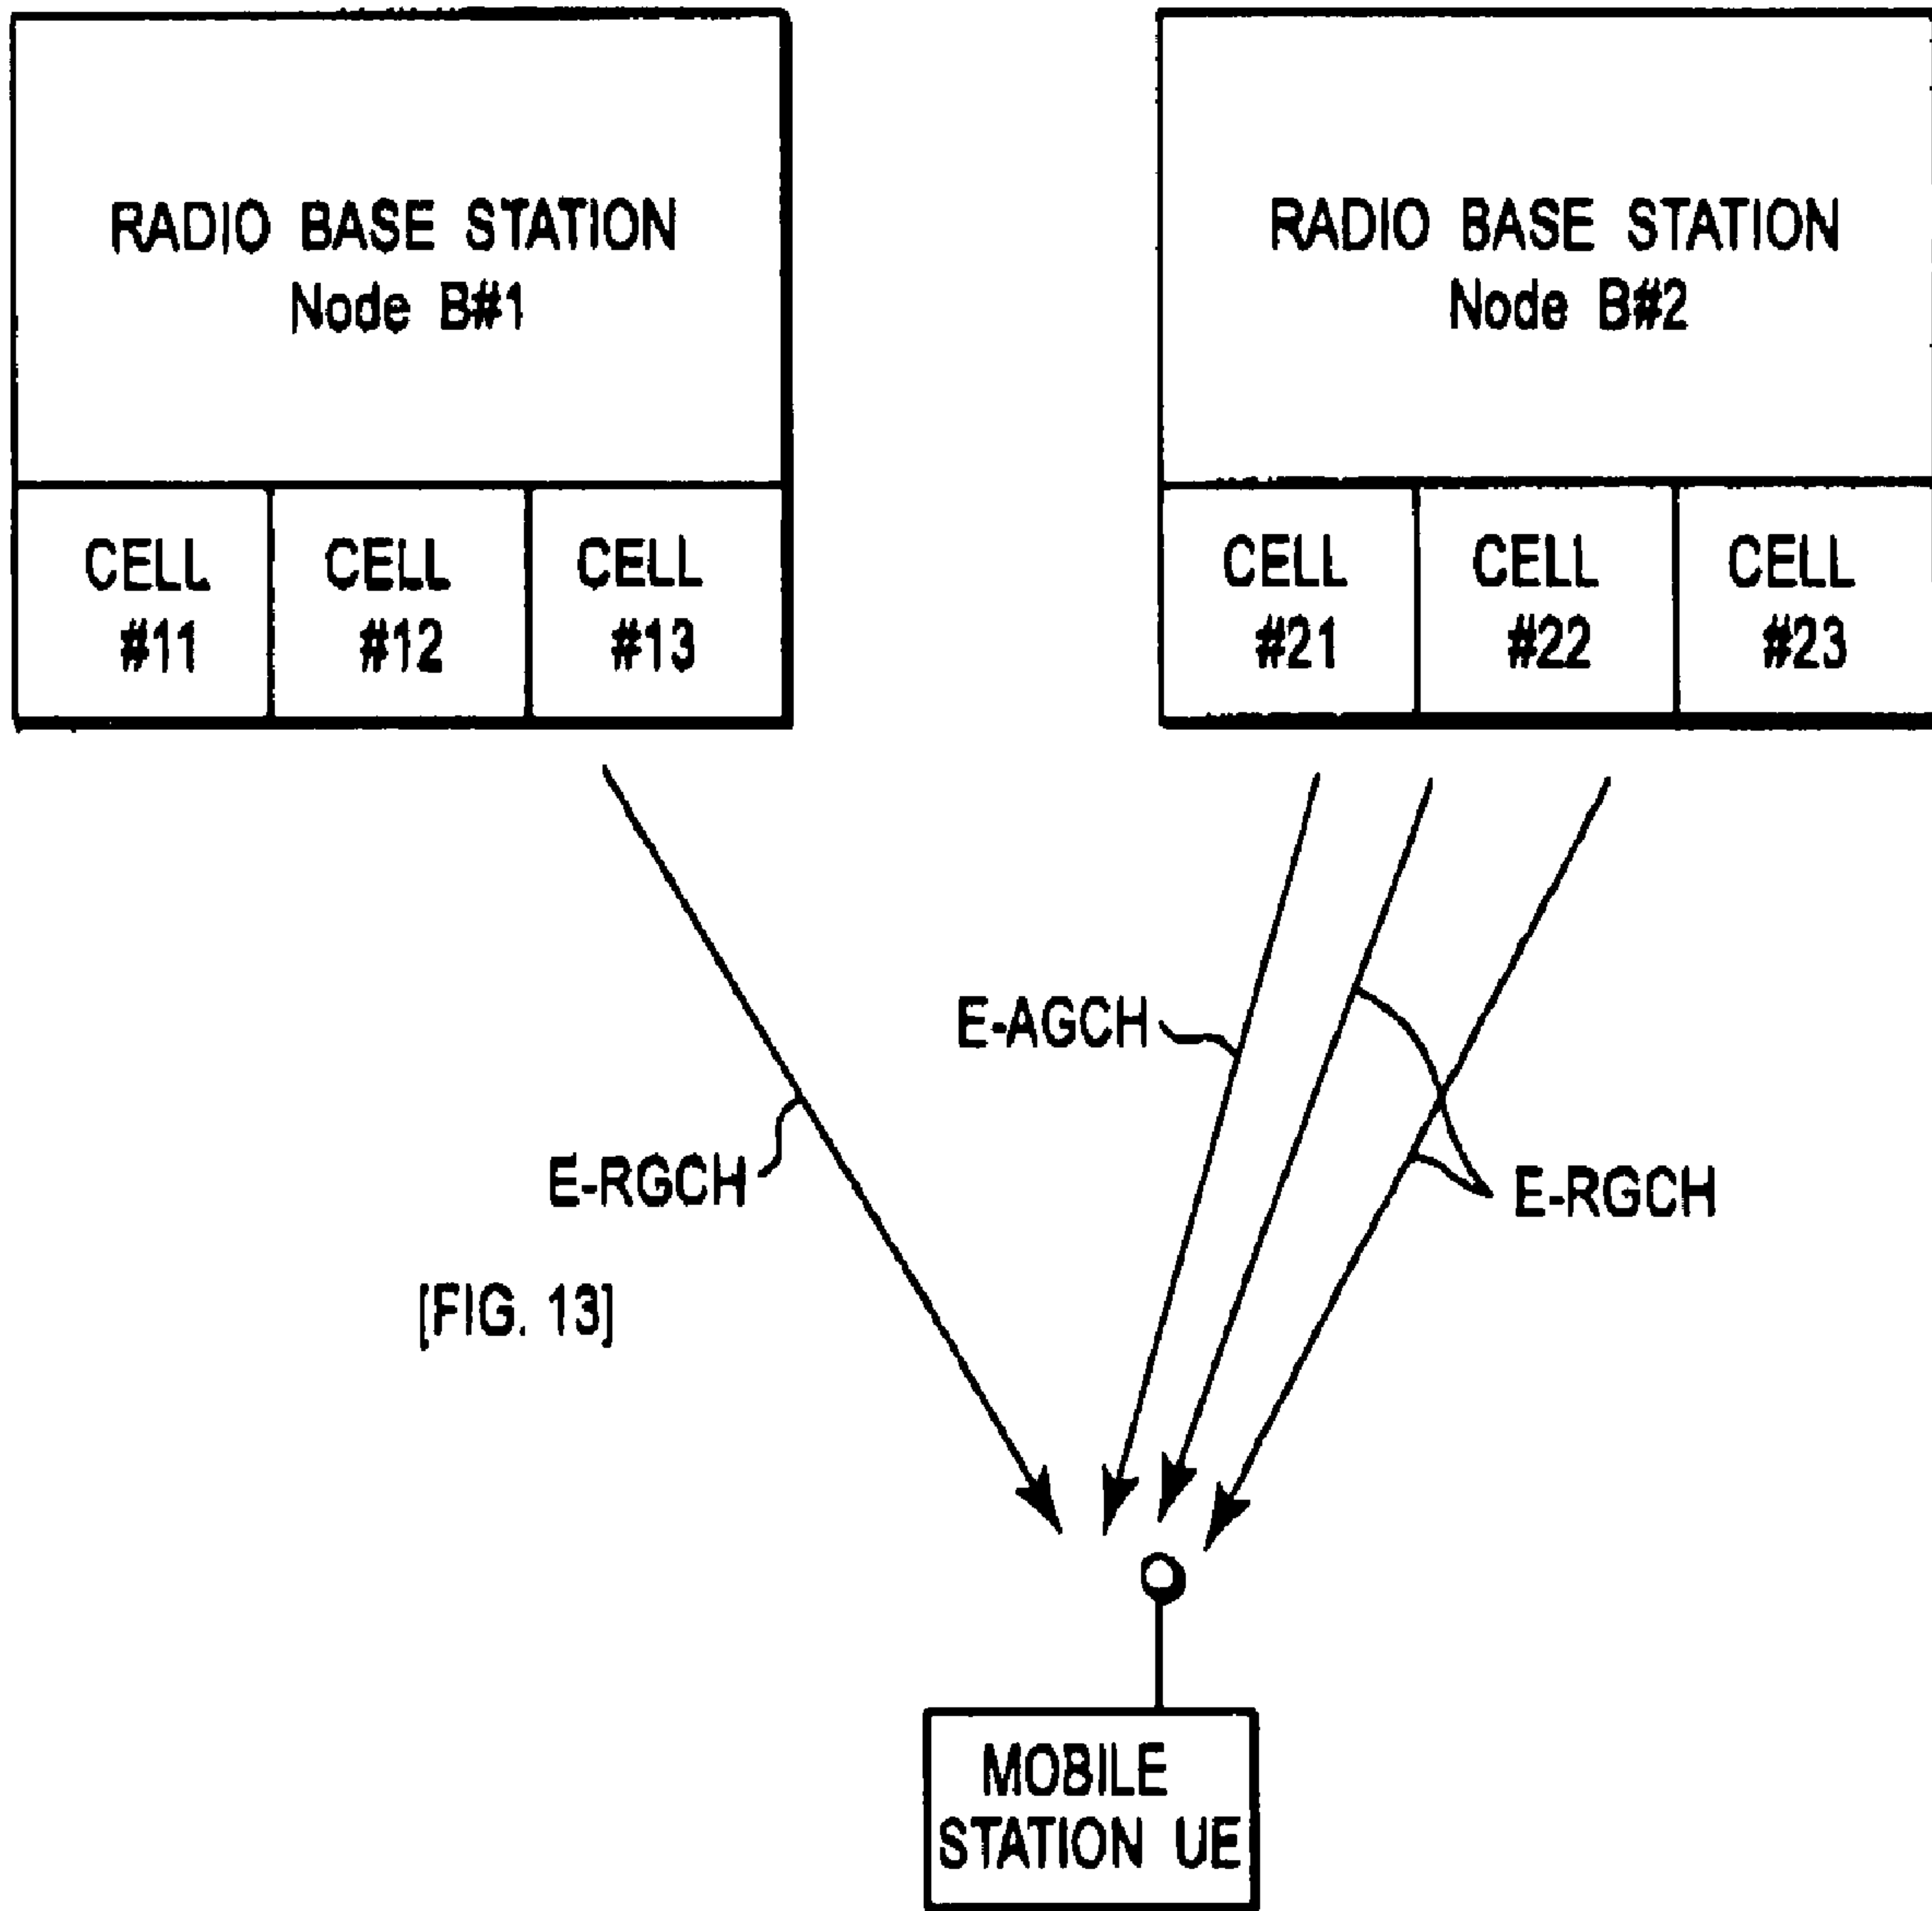 RADIO BASE STATION
Node B#1
RADIO BASE STATION
Node B#2
CELL
#11
CELL
#12
CELL
#13
CELL
#21
CELL
#22
CELL
#23
E-AGCH
E-RGCH
E-RGCH
[FIG. 13]
MOBILE
STATION UE